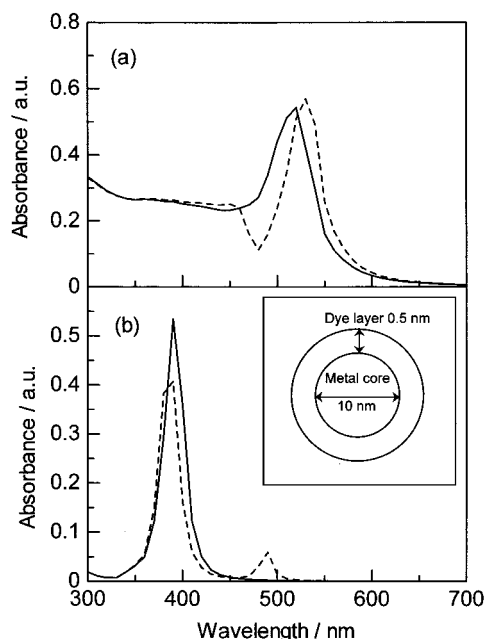 0.8
(a)
0.6
0.4
0.2
0
Absorbance / a.u.
(b)
0.5
0.4
0.3
0.2
0.1
0
Absorbance / a.u.
Dye layer 0.5 nm
Metal core
10 nm
300 400 500 600 700
Wavelength / nm